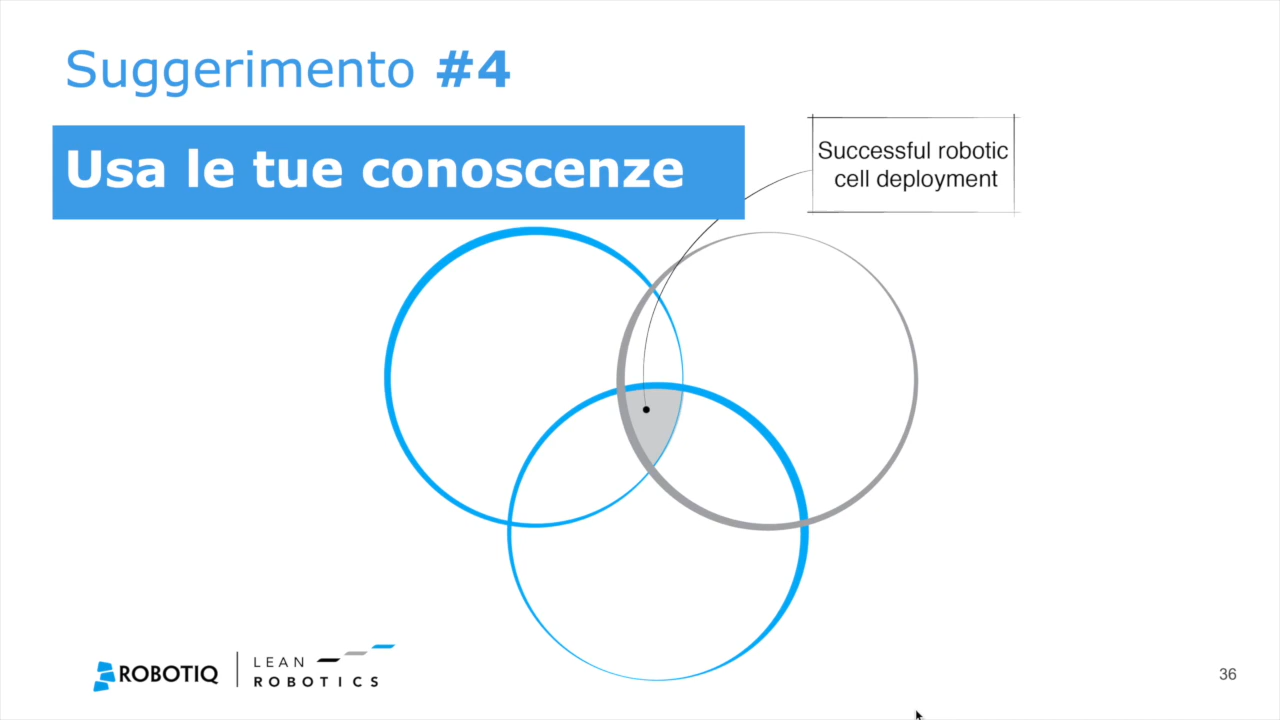 Suggerimento #4
Usa le tue conoscenze
Successful robotic
cell deployment
ROBOTIQ
LEAN
ROBOTICS
36